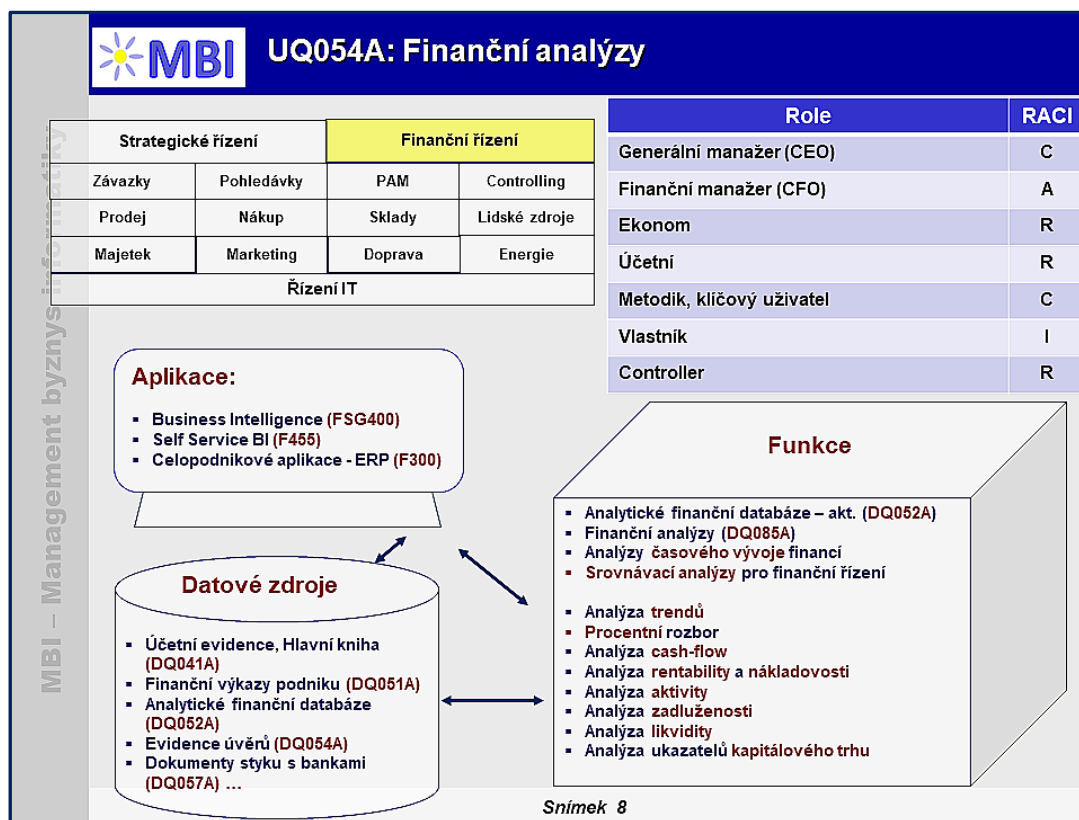 MBI
UQ054A: Finanční analýzy
MBI – Management byznys informatiky
Strategické řízení Finanční řízení
Závazky Pohledávky PAM Controlling
Prodej Nákup Sklady Lidské zdroje
Majetek Marketing Doprava Energie
Řízení IT
Role RACI
Generální manažer (CEO) C
Finanční manažer (CFO) A
Ekonom R
Účetní R
Metodik, klíčový uživatel C
Vlastník I
Controller R
Aplikace:
▪ Business Intelligence (FSG400)
▪ Self Service BI (F455)
▪ Celopodnikové aplikace - ERP (F300)
Datové zdroje
▪ Účetní evidence, Hlavní kniha
(DQ041A)
▪ Finanční výkazy podniku (DQ051A)
▪ Analytické finanční databáze
(DQ052A)
▪ Evidence úvěrů (DQ054A)
▪ Dokumenty styku s bankami
(DQ057A) …
Funkce
▪ Analytické finanční databáze – akt. (DQ052A)
▪ Finanční analýzy (DQ085A)
▪ Analýzy časového vývoje financí
▪ Srovnávací analýzy pro finanční řízení
▪ Analýza trendů
▪ Procentní rozbor
▪ Analýza cash-flow
▪ Analýza rentability a nákladovosti
▪ Analýza aktivity
▪ Analýza zadluženosti
▪ Analýza likvidity
▪ Analýza ukazatelů kapitálového trhu
Snímek 8